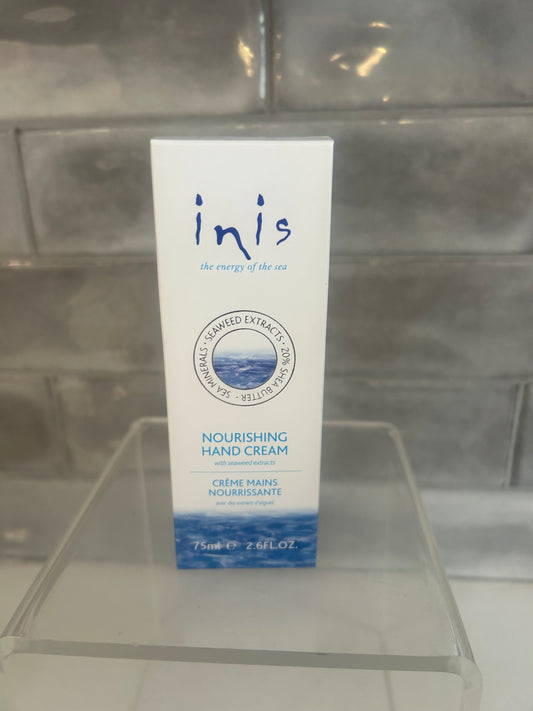 inis
the energy of the sea
SEAWEED EXTRACTS · 20% SHEA BUTTER · SEA MINERALS ·
NOURISHING
HAND CREAM
with seaweed extracts
CRÈME MAINS
NOURRISSANTE
avec des extrait d'algues
75ml ℮ 2.6FL.OZ.